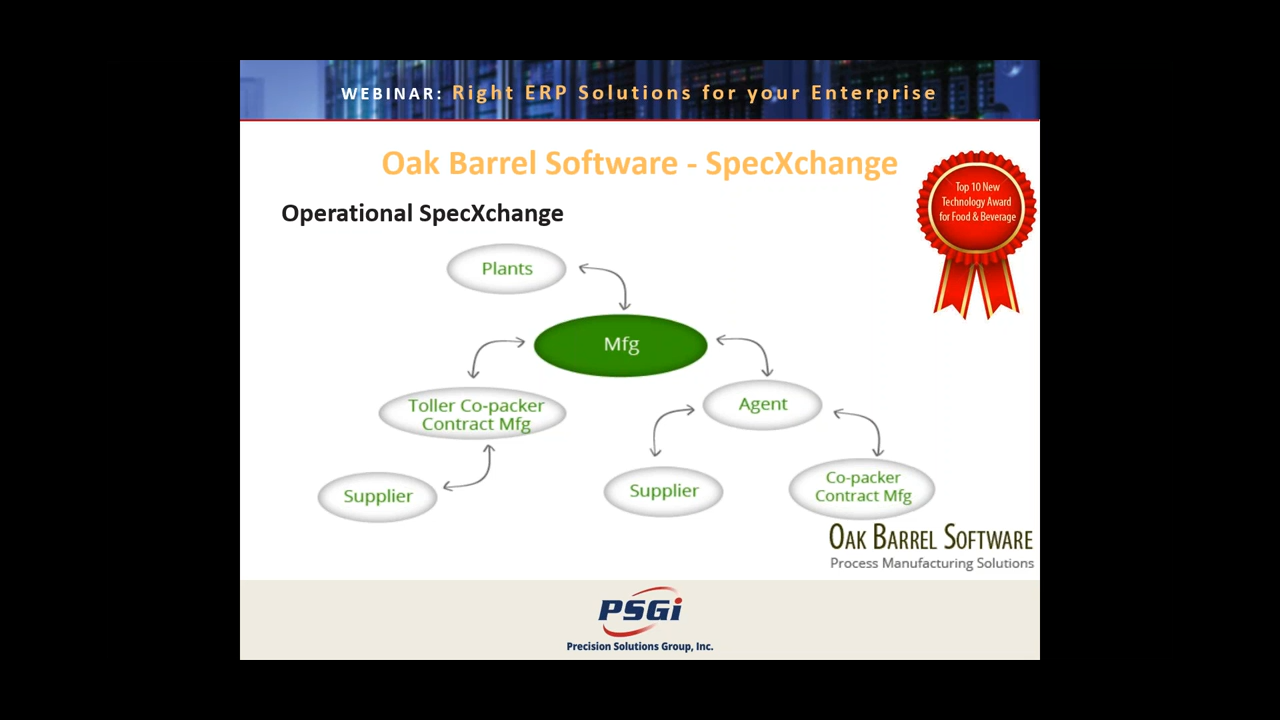 WEBINAR: Right ERP Solutions for your Enterprise
Oak Barrel Software - SpecXchange
Top 10 New
Technology Award
for Food & Beverage
Operational SpecXchange
Plants
Mfg
Toller Co-packer
Contract Mfg
Agent
Supplier
Supplier
Co-packer
Contract Mfg
OAK BARREL SOFTWARE
Process Manufacturing Solutions
PSGi
Precision Solutions Group, Inc.